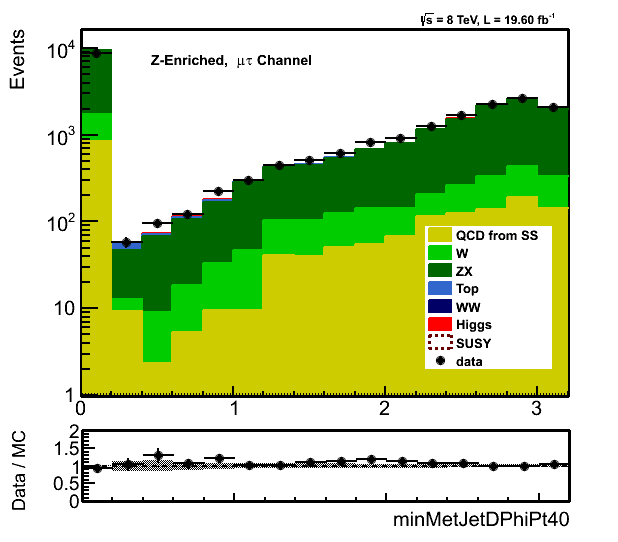 √s = 8 TeV, L = 19.60 fb⁻¹
Events
Z-Enriched, μτ Channel
10⁴
10³
10²
10
1
QCD from SS
W
ZX
Top
WW
Higgs
SUSY
data
0 1 2 3
Data / MC
2
1.5
1
0.5
0
minMetJetDPhiPt40